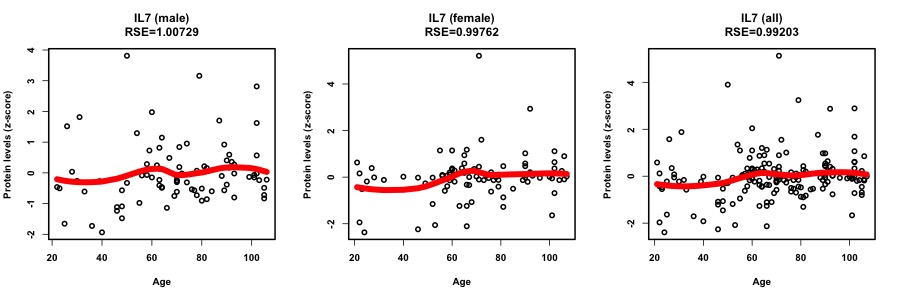 IL7 (male)
RSE=1.00729
Protein levels (z-score)
4
3
2
1
0
-1
-2
20 40 60 80 100
Age
IL7 (female)
RSE=0.99762
Protein levels (z-score)
4
2
0
-2
20 40 60 80 100
Age
IL7 (all)
RSE=0.99203
Protein levels (z-score)
4
2
0
-2
20 40 60 80 100
Age